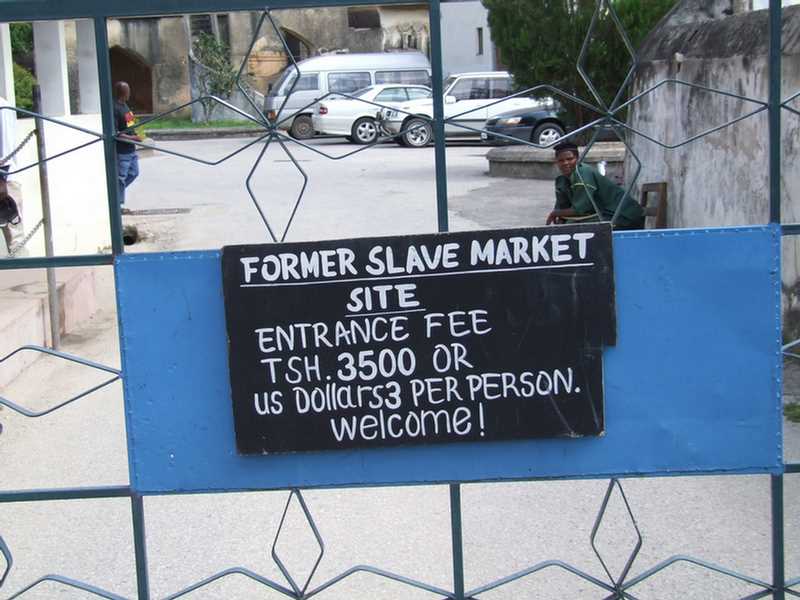 FORMER SLAVE MARKET
SITE
ENTRANCE FEE
TSH. 3500 OR
us Dollars3 PER PERSON.
welcome!